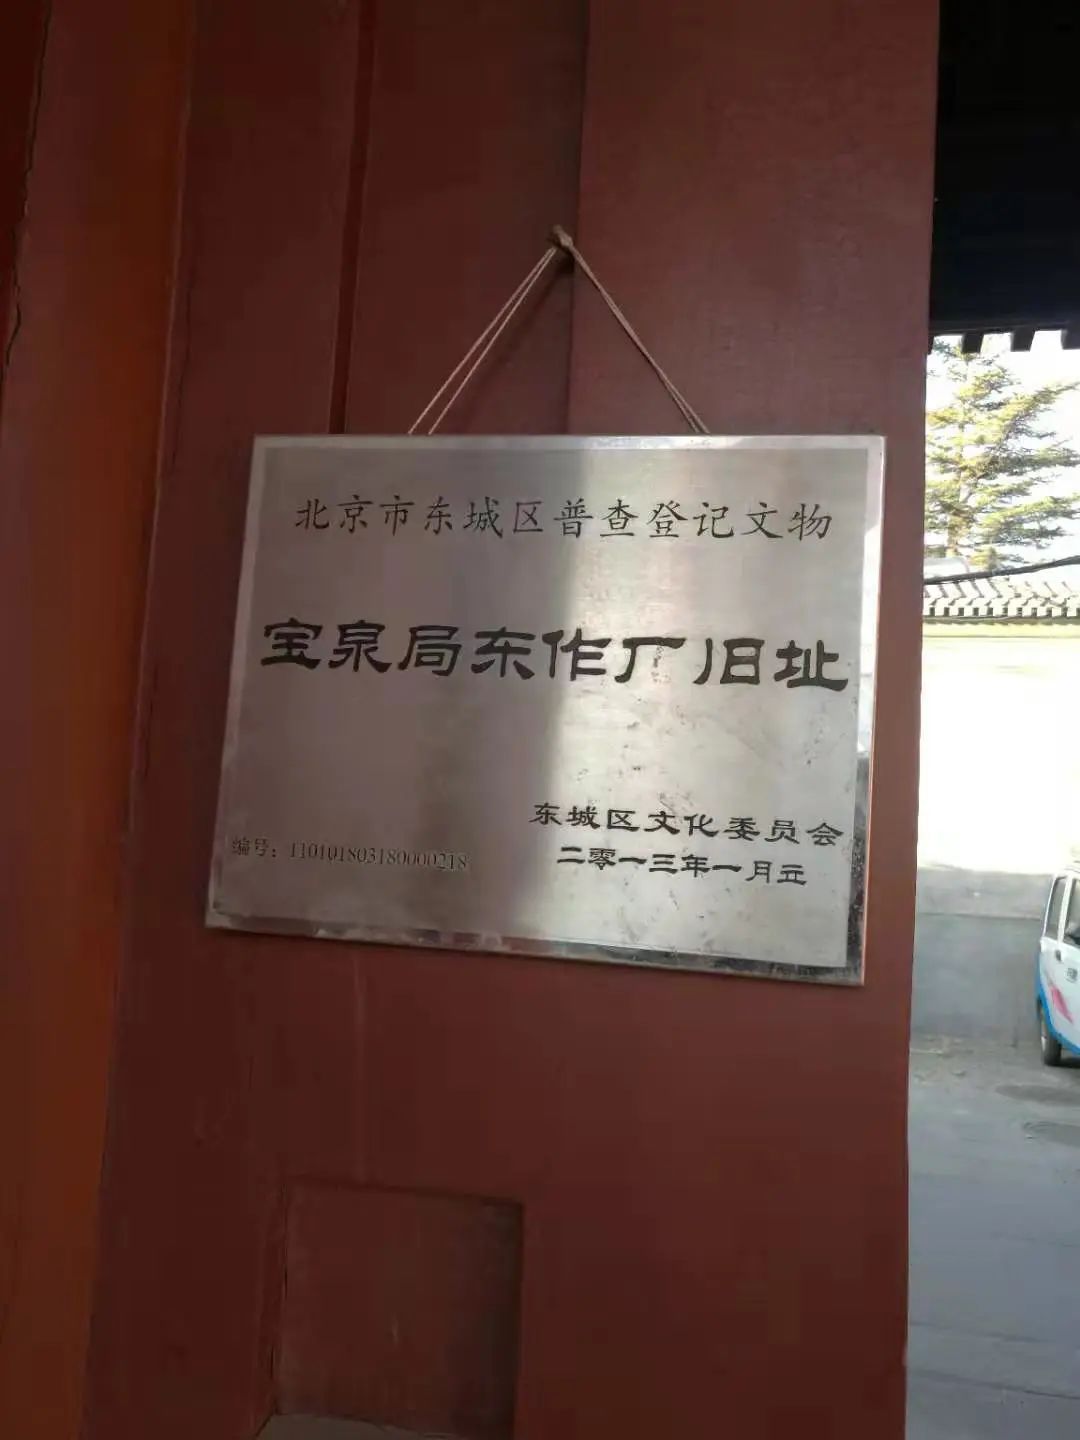 北京市东城区普查登记文物
宝泉局东作厂旧址
东城区文化委员会
编号：110101803180000218
二零一三年一月立